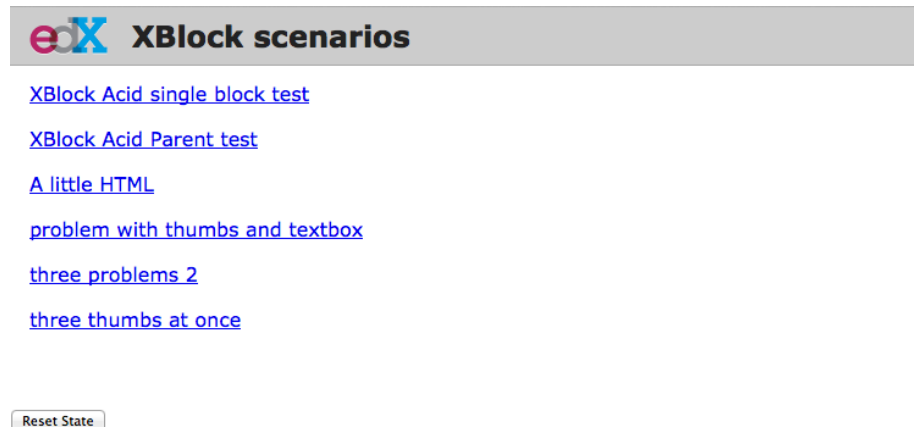 edX XBlock scenarios
XBlock Acid single block test
XBlock Acid Parent test
A little HTML
problem with thumbs and textbox
three problems 2
three thumbs at once
Reset State